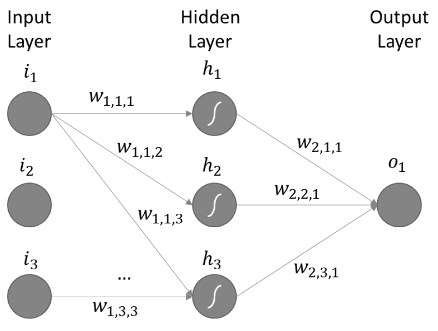 Input
Layer
Hidden
Layer
Output
Layer
i₁
h₁
w₁,₁,₁
w₂,₁,₁
w₁,₁,₂
i₂
h₂
o₁
w₂,₂,₁
w₁,₁,₃
i₃
...
h₃
w₂,₃,₁
w₁,₃,₃